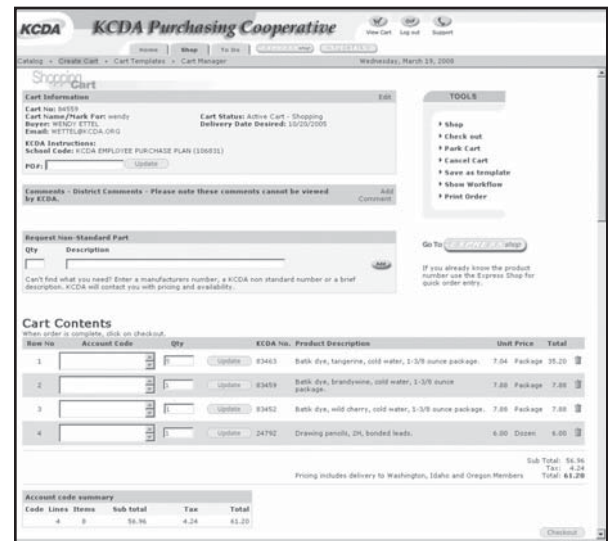 KCDA KCDA Purchasing Cooperative
View Cart Log out Support
Home Shop To Do
Catalog • Create Cart • Cart Templates • Cart Manager Wednesday, March 19, 2008
Shopping Cart
Cart Information Edit
Cart No: 84559
Cart Name/Mark For: wendy Cart Status: Active Cart - Shopping
Buyer: WENDY ETTEL Delivery Date Desired: 10/20/2005
Email: WETTEL@KCDA.ORG
KCDA Instructions:
School Code: KCDA EMPLOYEE PURCHASE PLAN (106031)
PO#: Update
Comments - District Comments - Please note these comments cannot be viewed by KCDA. Add Comment
TOOLS
Shop
Check out
Park Cart
Cancel Cart
Save as template
Show Workflow
Print Order
Request Non-Standard Part
Qty Description
Add
Can't find what you need? Enter a manufacturers number, a KCDA non standard number or a brief
description. KCDA will contact you with pricing and availability.
Go To EXPRESS shop
If you already know the product
number use the Express Shop for
quick order entry.
Cart Contents
When order is complete, click on checkout.
Row No Account Code Qty KCDA No. Product Description Unit Price Total
1 5 Update 83463 Batik dye, tangerine, cold water, 1-3/8 ounce package. 7.04 Package 35.20
2 1 Update 83459 Batik dye, brandywine, cold water, 1-3/8 ounce package. 7.88 Package 7.88
3 1 Update 83452 Batik dye, wild cherry, cold water, 1-3/8 ounce package. 7.88 Package 7.88
4 1 Update 24792 Drawing pencils, 2H, bonded leads. 6.00 Dozen 6.00
Sub Total: 56.96
Tax: 4.24
Pricing includes delivery to Washington, Idaho and Oregon Members Total: 61.20
Account code summary
Code Lines Items Sub total Tax Total
4 8 56.96 4.24 61.20
Checkout